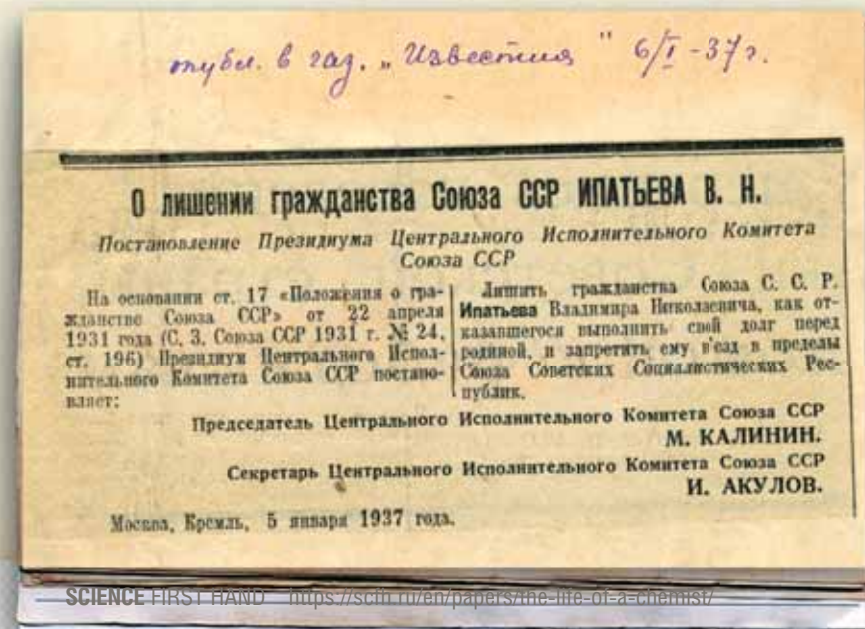 опубл. в газ. „Известия" 6/I-37г.
О лишении гражданства Союза ССР ИПАТЬЕВА В. Н.
Постановление Президиума Центрального Исполнительного Комитета
Союза ССР
На основании ст. 17 «Положения о гра-
жданстве Союза ССР» от 22 апреля
1931 года (С. З. Союза ССР 1931 г. № 24,
ст. 196) Президиум Центрального Испол-
нительного Комитета Союза ССР постано-
вляет:
Лишить гражданства Союза С. С. Р.
Ипатьева Владимира Николаевича, как от-
казавшегося выполнить свой долг перед
родиной, и запретить ему в'езд в пределы
Союза Советских Социалистических Рес-
публик.
Председатель Центрального Исполнительного Комитета Союза ССР
М. КАЛИНИН.
Секретарь Центрального Исполнительного Комитета Союза ССР
И. АКУЛОВ.
Москва, Кремль, 5 января 1937 года.
SCIENCE FIRST HAND https://scfh.ru/en/papers/the-life-of-a-chemist/